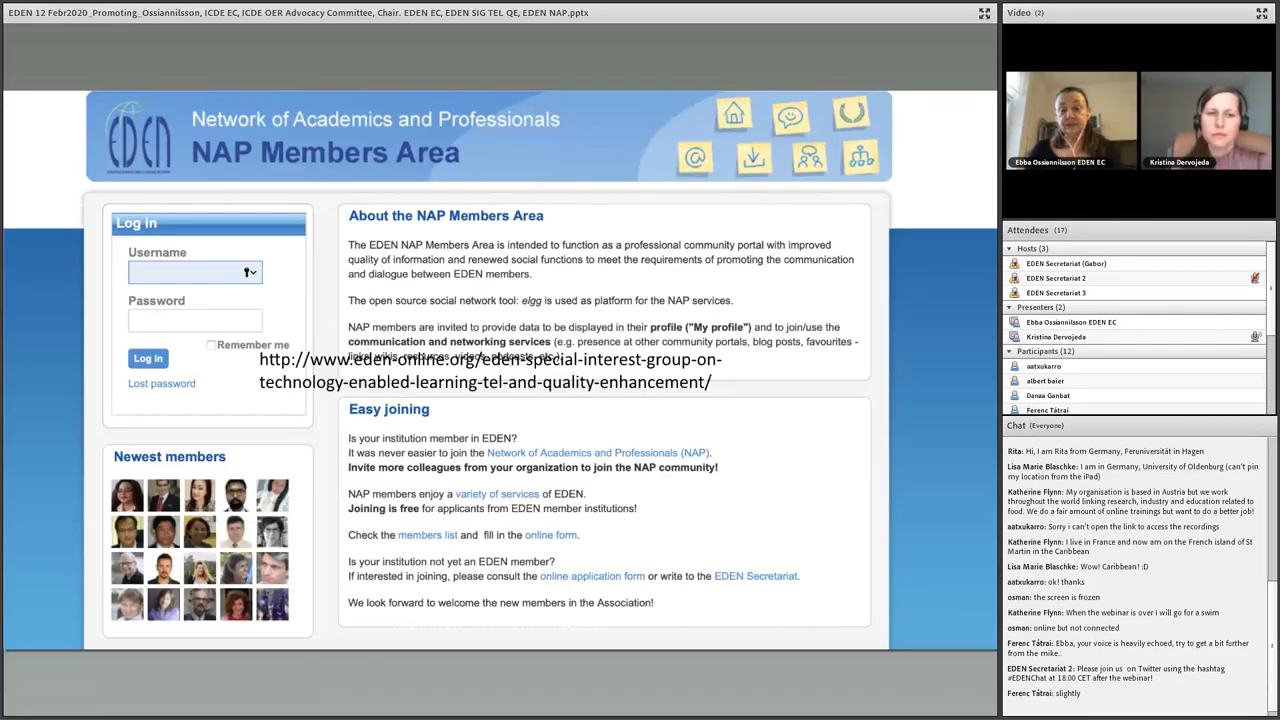 EDEN 12 Febr2020_Promoting_Ossiannilsson, ICDE EC, ICDE OER Advocacy Committee, Chair. EDEN EC, EDEN SIG TEL QE, EDEN NAP.pptx
EDEN
Network of Academics and Professionals
NAP Members Area
Log in
Username
Password
Remember me
Log in
Lost password
Newest members
About the NAP Members Area
The EDEN NAP Members Area is intended to function as a professional community portal with improved
quality of information and renewed social functions to meet the requirements of promoting the communication
and dialogue between EDEN members.
The open source social network tool: elgg is used as platform for the NAP services.
NAP members are invited to provide data to be displayed in their profile ("My profile") and to join/use the
communication and networking services (e.g. presence at other community portals, blog posts, favourites -
links, wikis, resources, videos, podcasts, etc.)
http://www.eden-online.org/eden-special-interest-group-on-
technology-enabled-learning-tel-and-quality-enhancement/
Easy joining
Is your institution member in EDEN?
It was never easier to join the Network of Academics and Professionals (NAP).
Invite more colleagues from your organization to join the NAP community!
NAP members enjoy a variety of services of EDEN.
Joining is free for applicants from EDEN member institutions!
Check the members list and fill in the online form.
Is your institution not yet an EDEN member?
If interested in joining, please consult the online application form or write to the EDEN Secretariat.
We look forward to welcome the new members in the Association!
Video (2)
Ebba Ossiannilsson EDEN EC
Kristina Dervojeda
Attendees (17)
Hosts (3)
EDEN Secretariat (Gabor)
EDEN Secretariat 2
EDEN Secretariat 3
Presenters (2)
Ebba Ossiannilsson EDEN EC
Kristina Dervojeda
Participants (12)
aatxukarro
albert baier
Danaa Ganbat
Ferenc Tátrai
Chat (Everyone)
Rita: Hi, I am Rita from Germany, Feruniversität in Hagen
Lisa Marie Blaschke: I am in Germany, University of Oldenburg (can't pin
my location from the iPad)
Katherine Flynn: My organisation is based in Austria but we work
throughout the world linking research, industry and education related to
food. We do a fair amount of online trainings but want to do a better job!
aatxukarro: Sorry i can't open the link to access the recordings
Katherine Flynn: I live in France and now am on the French island of St
Martin in the Caribbean
Lisa Marie Blaschke: Wow! Caribbean! :D
aatxukarro: ok! thanks
osman: the screen is frozen
Katherine Flynn: When the webinar is over I will go for a swim
osman: online but not connected
Ferenc Tátrai: Ebba, your voice is heavily echoed, try to get a bit further
from the mike..
EDEN Secretariat 2: Please join us on Twitter using the hashtag
#EDENChat at 18.00 CET after the webinar!
Ferenc Tátrai: slightly